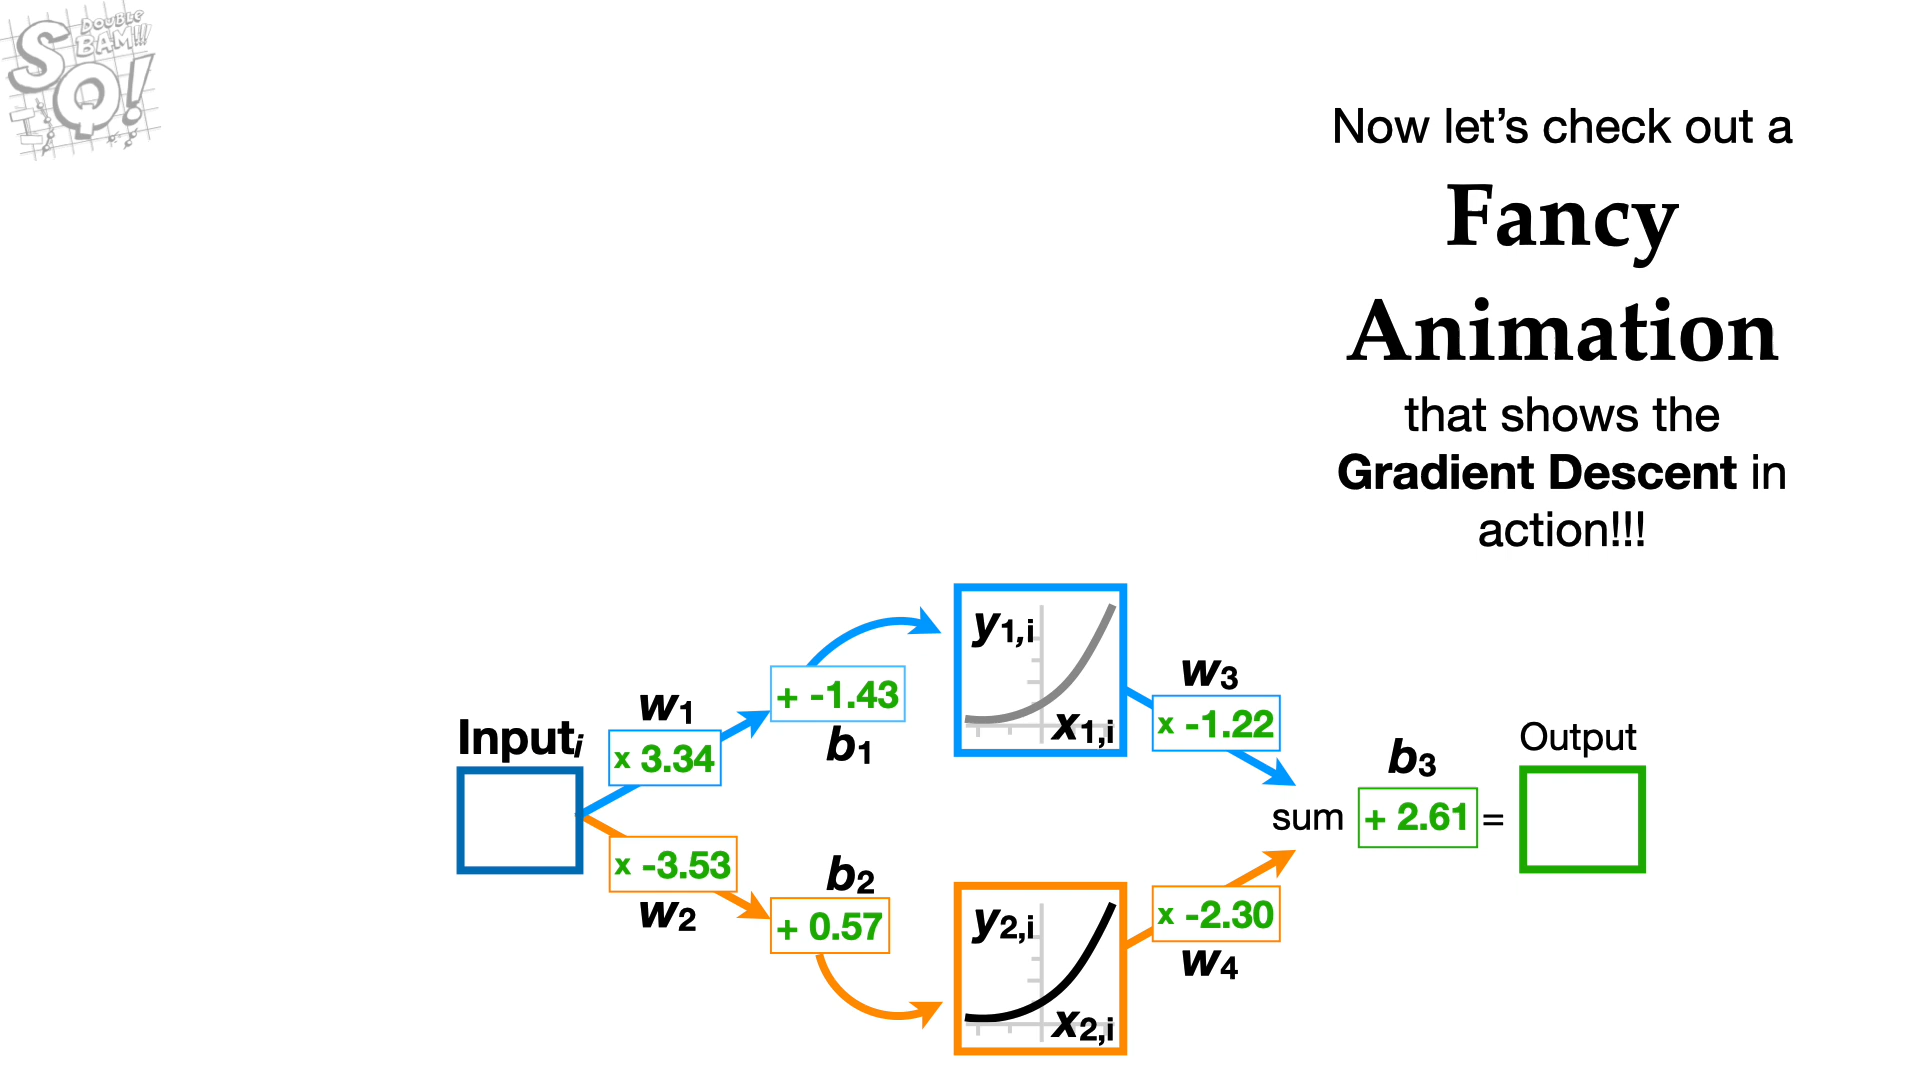 DOUBLE
BAM!!!
SQ!
Now let's check out a
Fancy
Animation
that shows the
Gradient Descent in
action!!!
y1,i
x1,i
w1
+ -1.43
b1
w3
x -1.22
Inputi
x 3.34
Output
b3
sum + 2.61 =
x -3.53
w2
b2
+ 0.57
y2,i
x2,i
x -2.30
w4